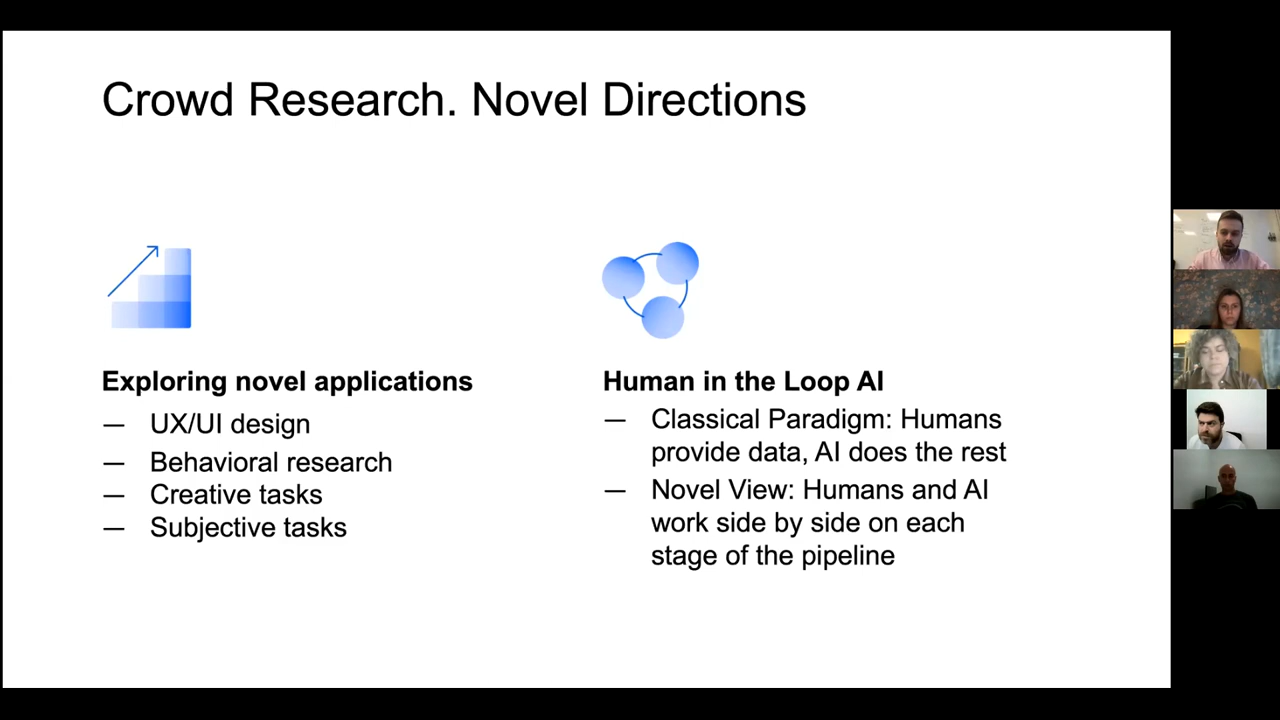 Crowd Research. Novel Directions
Exploring novel applications
— UX/UI design
— Behavioral research
— Creative tasks
— Subjective tasks
Human in the Loop AI
— Classical Paradigm: Humans
provide data, AI does the rest
— Novel View: Humans and AI
work side by side on each
stage of the pipeline